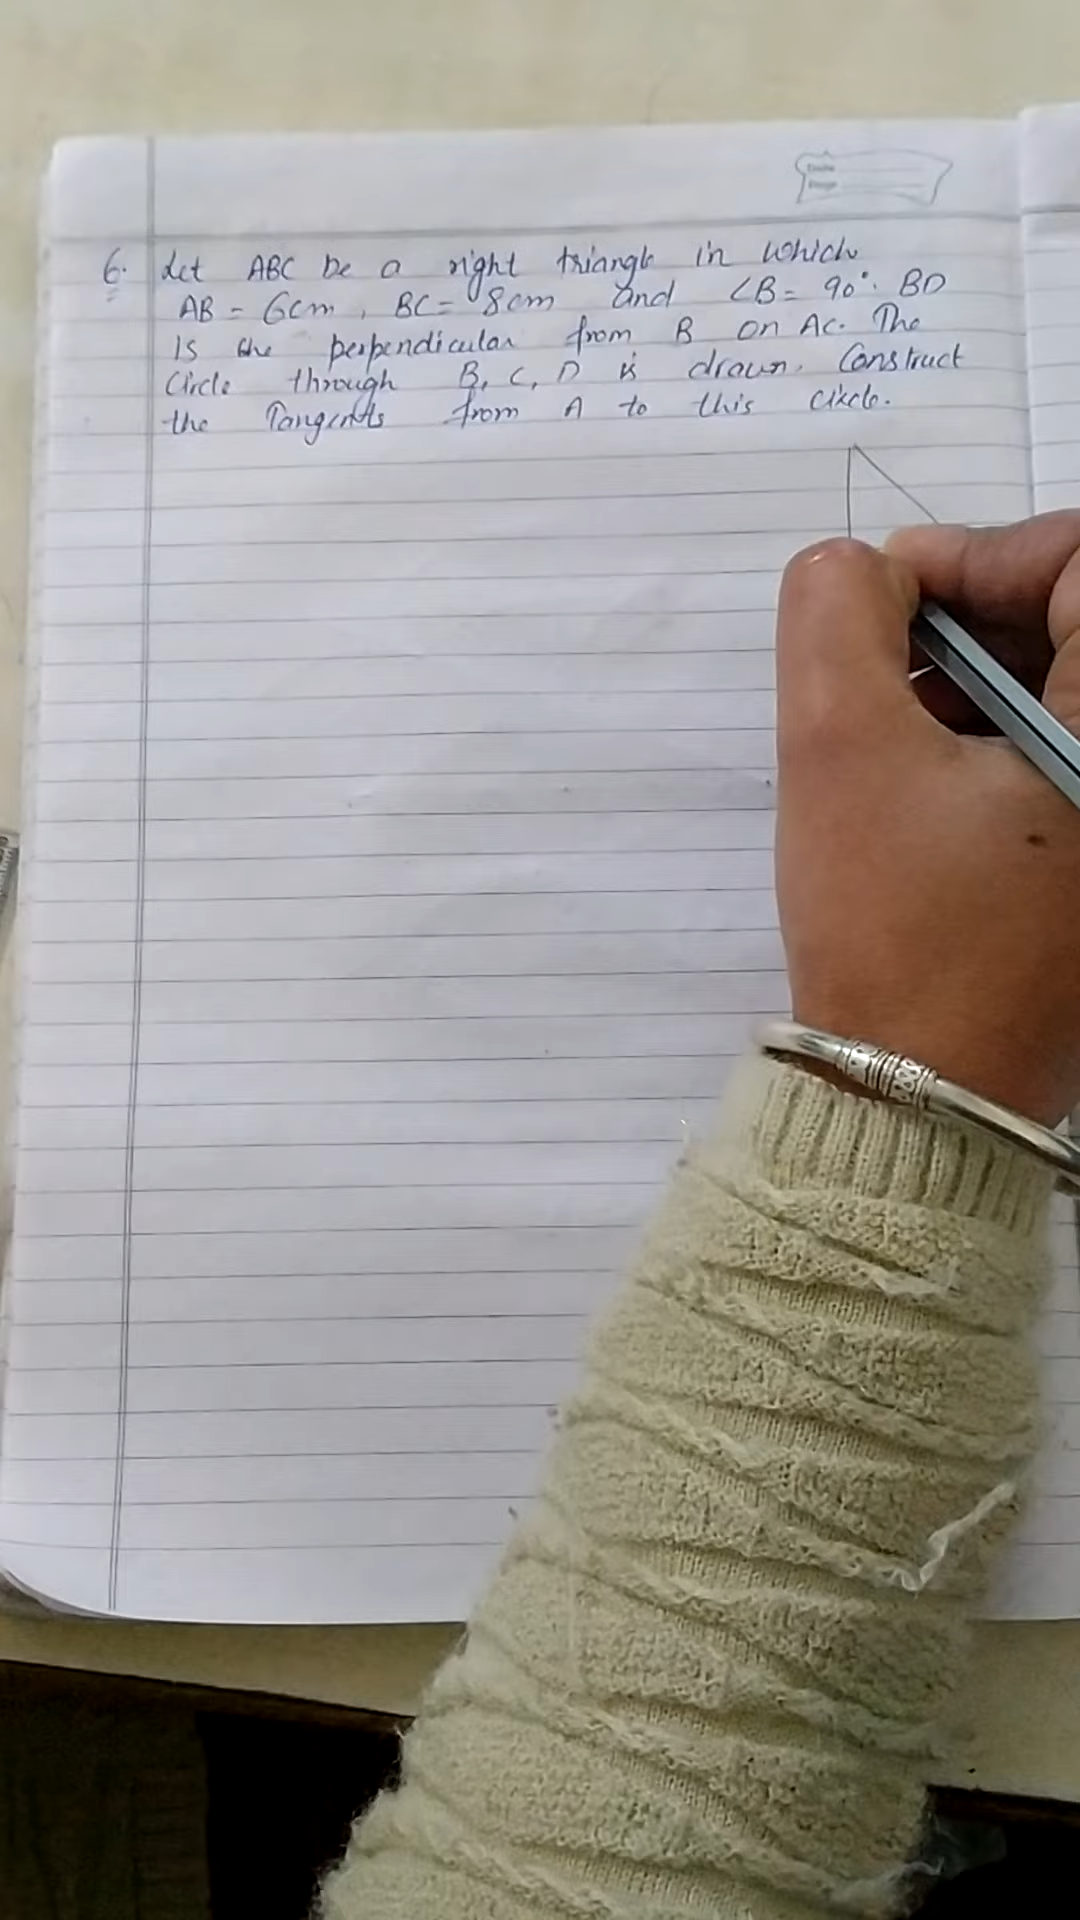 6. Let ABC be a right triangle in which
AB = 6cm, BC = 8cm and ∠B = 90°. BD
is the perpendicular from B on AC. The
Circle through B, C, D is drawn. Construct
the Tangents from A to this circle.